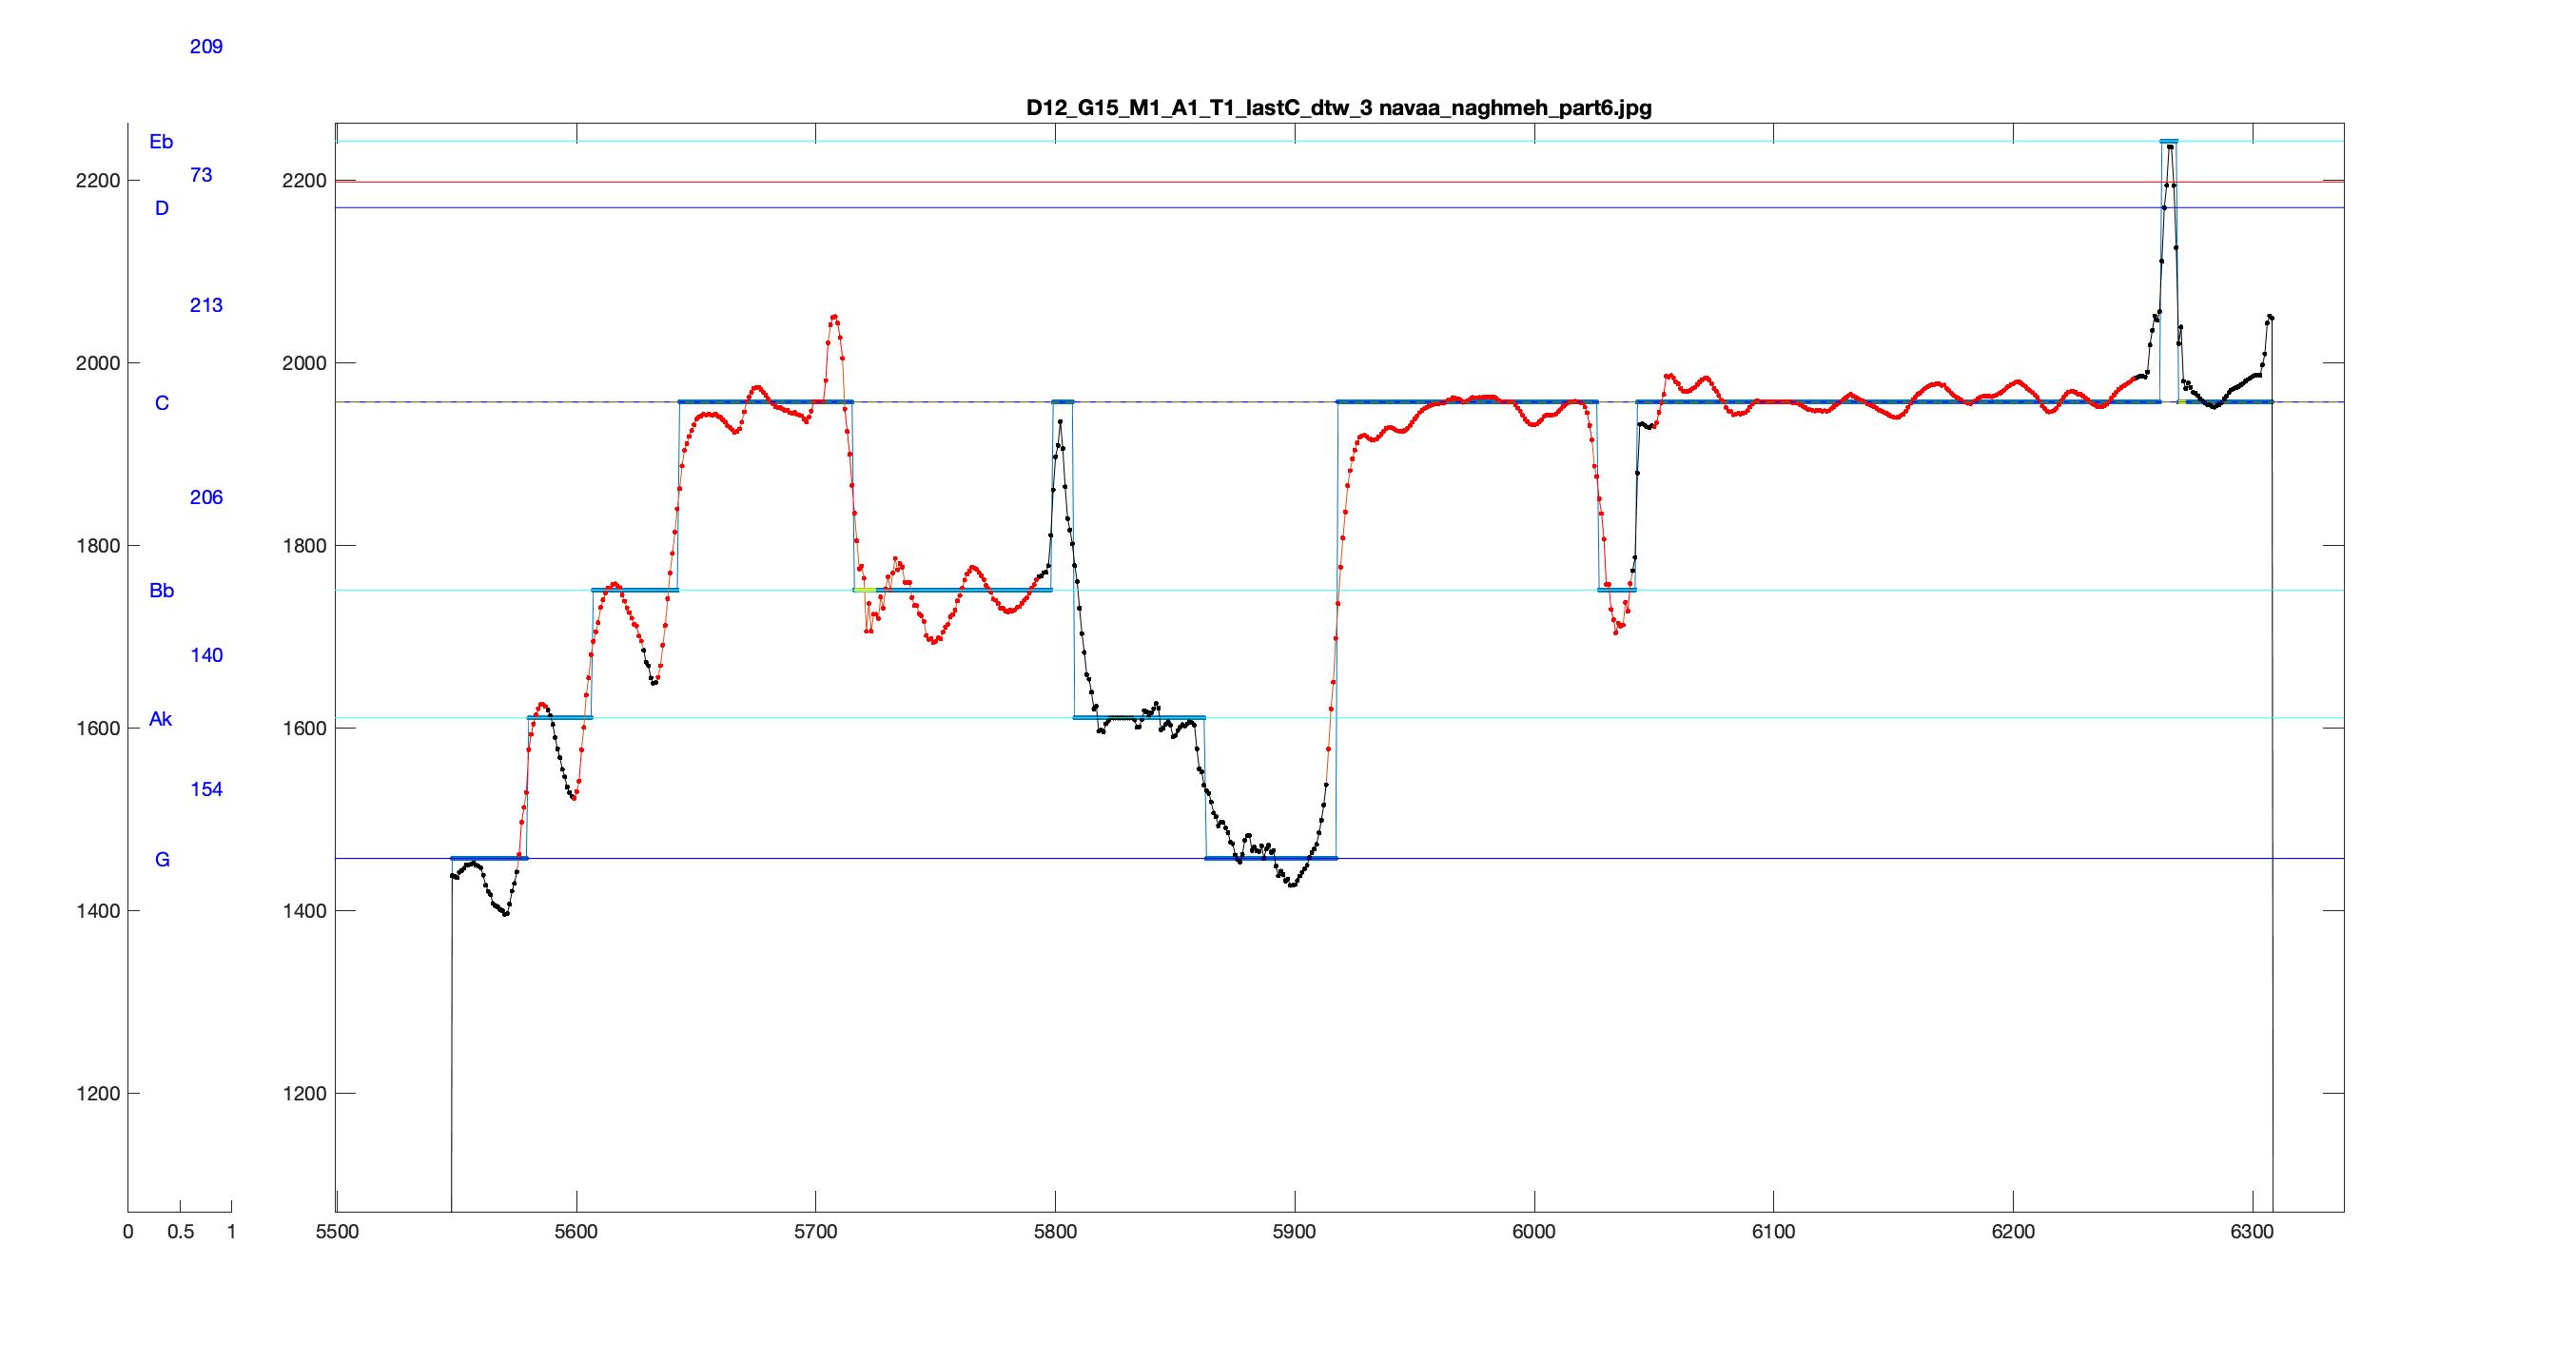 209
D12_G15_M1_A1_T1_lastC_dtw_3 navaa_naghmeh_part6.jpg
Eb
73
2200 2200
D
213
2000 2000
C
206
1800 1800
Bb
140
1600 Ak 1600
154
G
1400 1400
1200 1200
0 0.5 1 5500 5600 5700 5800 5900 6000 6100 6200 6300